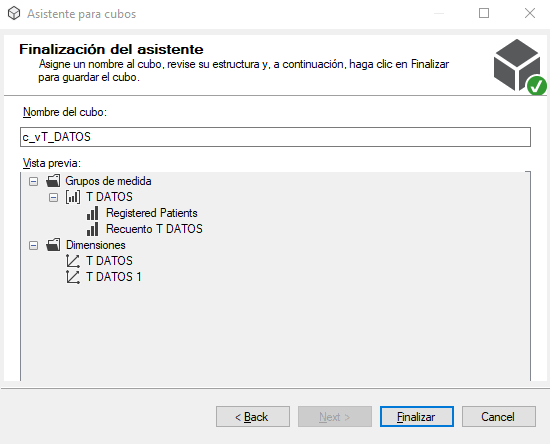 Asistente para cubos
Finalización del asistente
Asigne un nombre al cubo, revise su estructura y, a continuación, haga clic en Finalizar
para guardar el cubo.
Nombre del cubo:
c_vT_DATOS
Vista previa:
Grupos de medida
T DATOS
Registered Patients
Recuento T DATOS
Dimensiones
T DATOS
T DATOS 1
< Back
Next >
Finalizar
Cancel